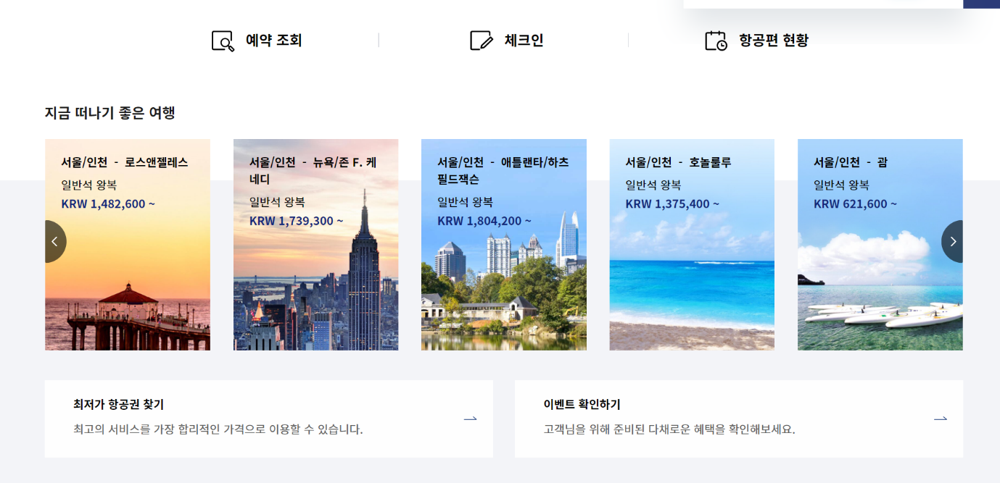 예약 조회
체크인
항공편 현황
지금 떠나기 좋은 여행
서울/인천 - 로스앤젤레스
일반석 왕복
KRW 1,482,600 ~
서울/인천 - 뉴욕/존 F. 케
네디
일반석 왕복
KRW 1,739,300 ~
서울/인천 - 애틀랜타/하츠
필드잭슨
일반석 왕복
KRW 1,804,200 ~
서울/인천 - 호놀룰루
일반석 왕복
KRW 1,375,400 ~
서울/인천 - 괌
일반석 왕복
KRW 621,600 ~
최저가 항공권 찾기
최고의 서비스를 가장 합리적인 가격으로 이용할 수 있습니다.
이벤트 확인하기
고객님을 위해 준비된 다채로운 혜택을 확인해보세요.